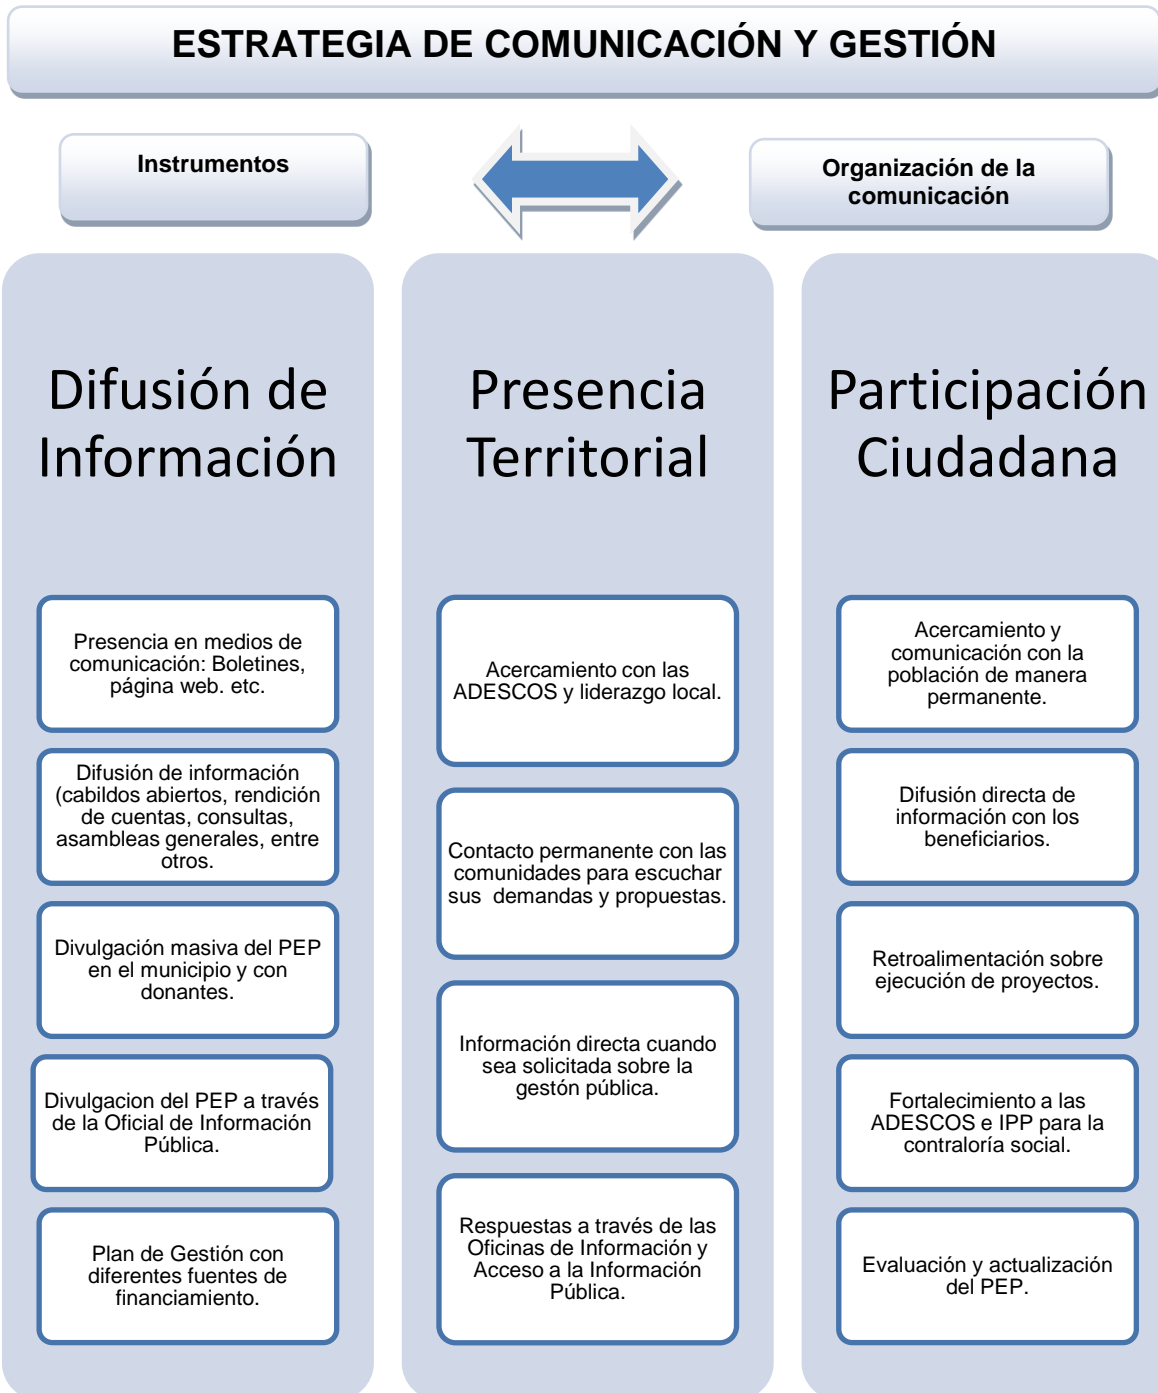 ESTRATEGIA DE COMUNICACIÓN Y GESTIÓN
Instrumentos
Organización de la
comunicación
Difusión de
Información
Presencia en medios de
comunicación: Boletines,
página web. etc.
Difusión de información
(cabildos abiertos, rendición
de cuentas, consultas,
asambleas generales, entre
otros.
Divulgación masiva del PEP
en el municipio y con
donantes.
Divulgacion del PEP a través
de la Oficial de Información
Pública.
Plan de Gestión con
diferentes fuentes de
financiamiento.
Presencia
Territorial
Acercamiento con las
ADESCOS y liderazgo local.
Contacto permanente con las
comunidades para escuchar
sus  demandas y propuestas.
Información directa cuando
sea solicitada sobre la
gestón pública.
Respuestas a través de las
Oficinas de Información y
Acceso a la Información
Pública.
Participación
Ciudadana
Acercamiento y
comunicación con la
población de manera
permanente.
Difusión directa de
información con los
beneficiarios.
Retroalimentación sobre
ejecución de proyectos.
Fortalecimiento a las
ADESCOS e IPP para la
contraloría social.
Evaluación y actualización
del PEP.